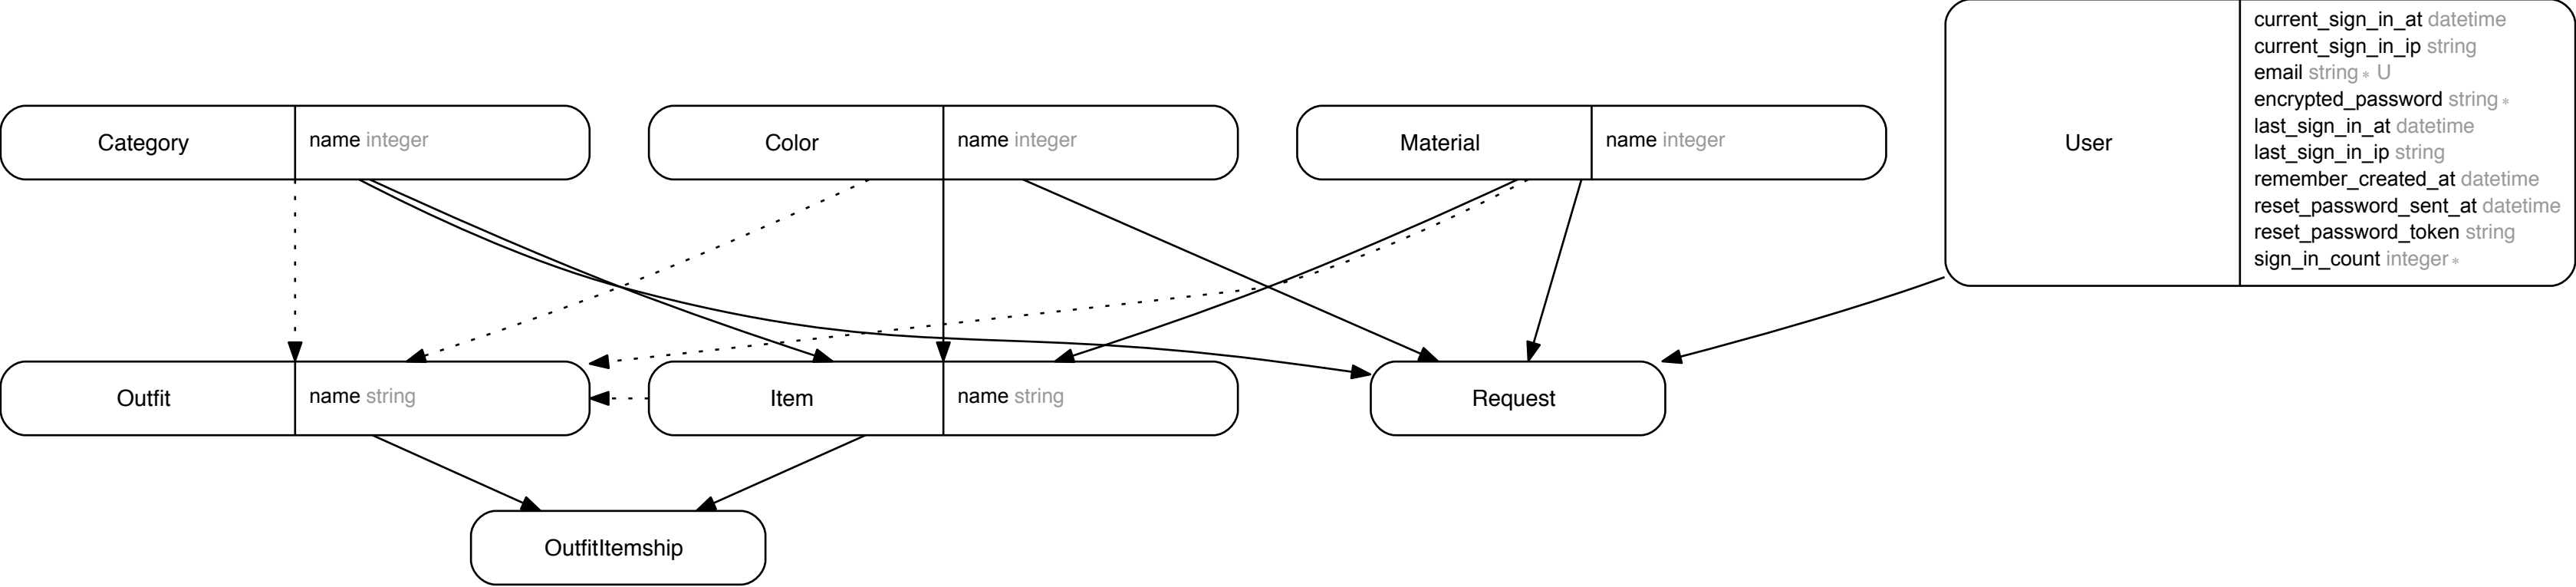 Category
name integer
Color
name integer
Material
name integer
User
current_sign_in_at datetime
current_sign_in_ip string
email string∗ U
encrypted_password string∗
last_sign_in_at datetime
last_sign_in_ip string
remember_created_at datetime
reset_password_sent_at datetime
reset_password_token string
sign_in_count integer∗
Outfit
name string
Item
name string
Request
OutfitItemship